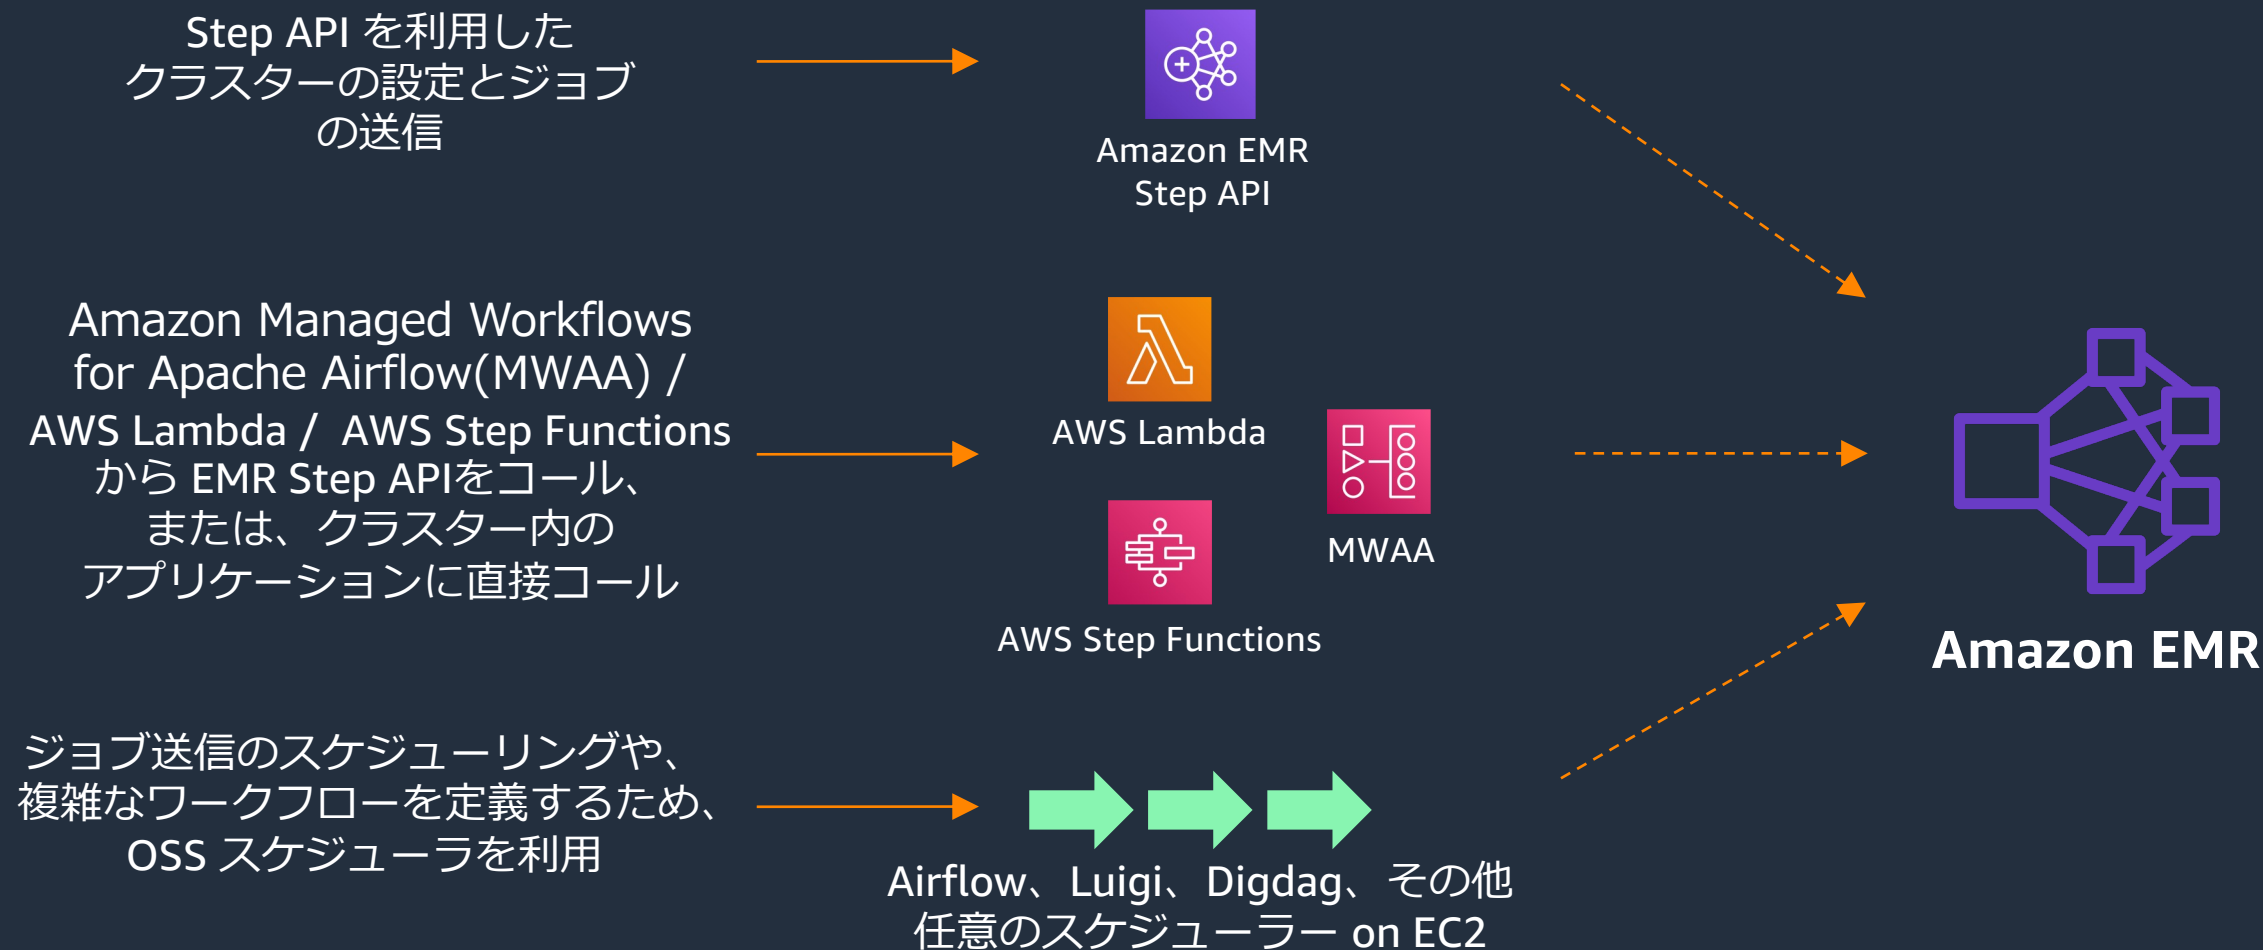 Step API を利用した
クラスターの設定とジョブ
の送信
Amazon EMR
Step API
Amazon Managed Workflows
for Apache Airflow(MWAA) /
AWS Lambda / AWS Step Functions
から EMR Step APIをコール、
または、クラスター内の
アプリケーションに直接コール
AWS Lambda
MWAA
AWS Step Functions
Amazon EMR
ジョブ送信のスケジューリングや、
複雑なワークフローを定義するため、
OSS スケジューラを利用
Airflow、Luigi、Digdag、その他
任意のスケジューラー on EC2